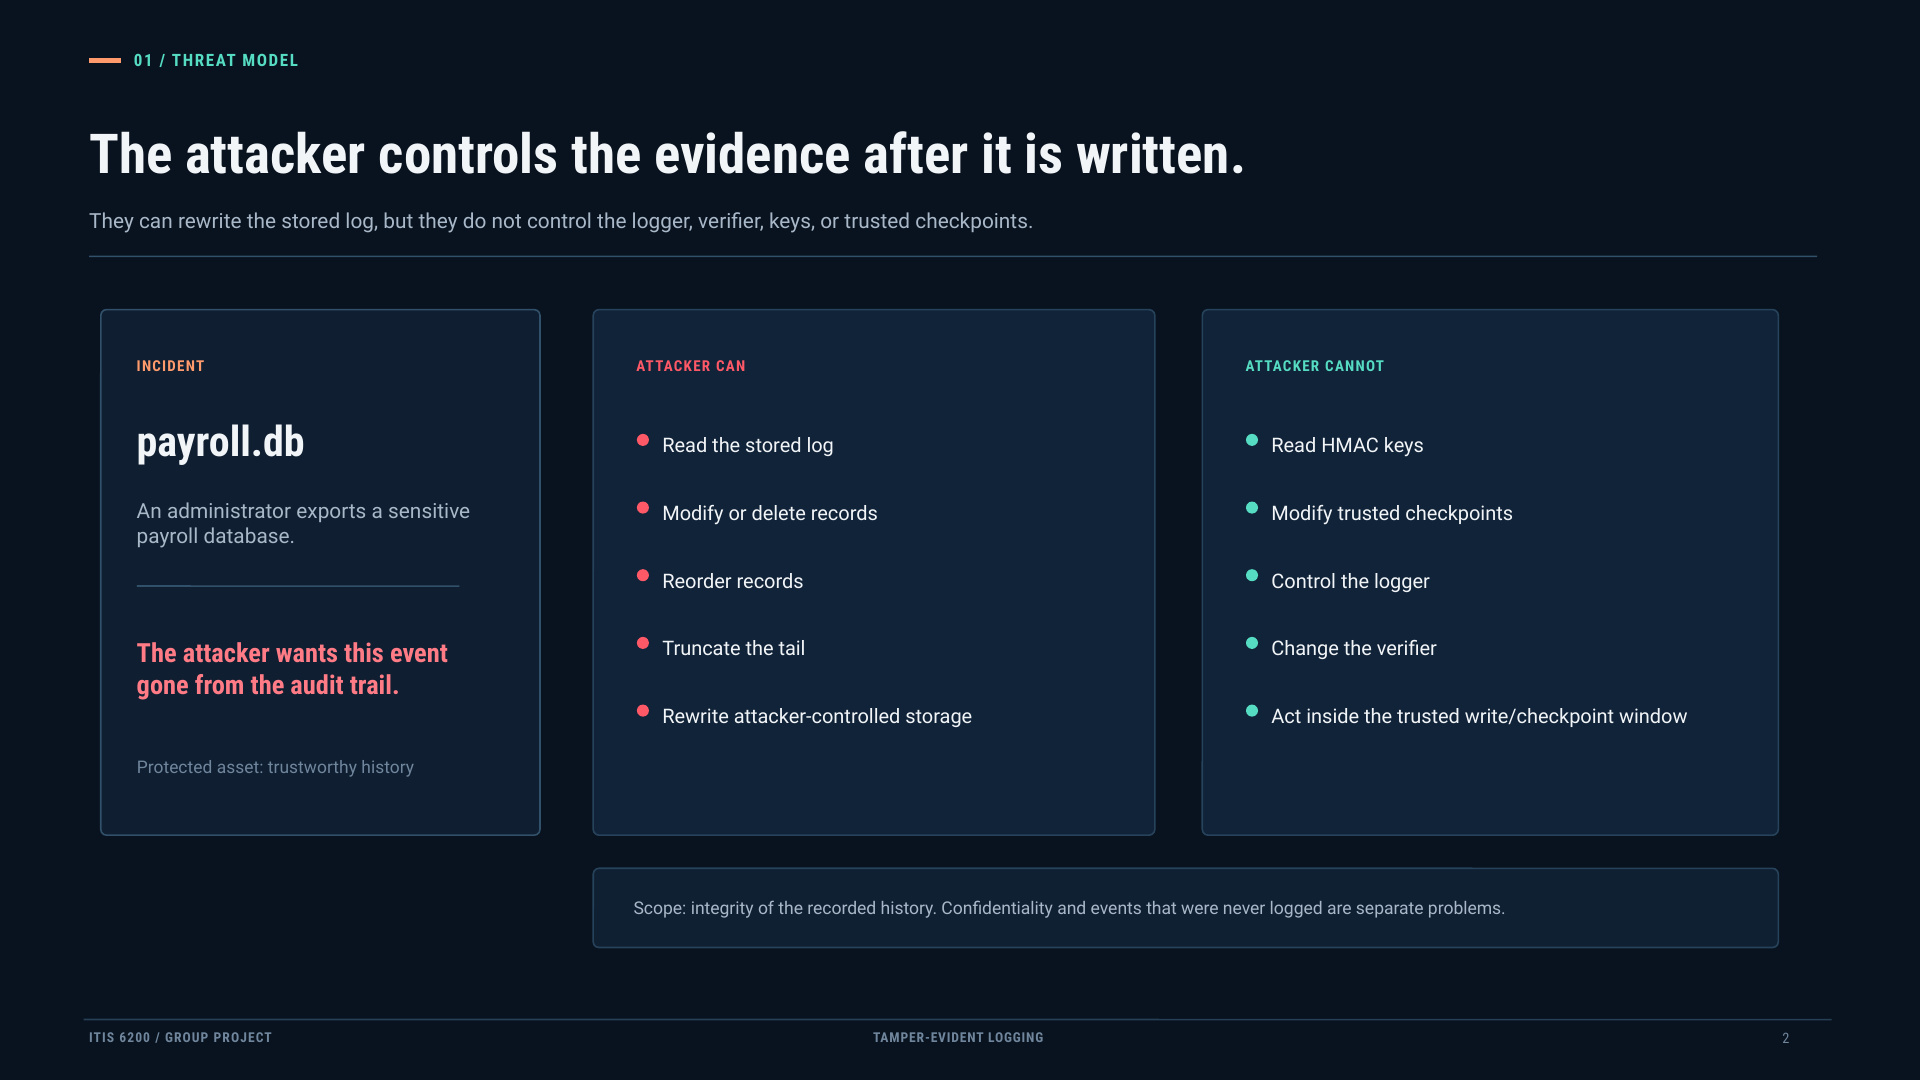 01 / THREAT MODEL
The attacker controls the evidence after it is written.
They can rewrite the stored log, but they do not control the logger, verifier, keys, or trusted checkpoints.
INCIDENT
payroll.db
An administrator exports a sensitive
payroll database.
The attacker wants this event
gone from the audit trail.
Protected asset: trustworthy history
ATTACKER CAN
Read the stored log
Modify or delete records
Reorder records
Truncate the tail
Rewrite attacker-controlled storage
ATTACKER CANNOT
Read HMAC keys
Modify trusted checkpoints
Control the logger
Change the verifier
Act inside the trusted write/checkpoint window
Scope: integrity of the recorded history. Confidentiality and events that were never logged are separate problems.
ITIS 6200 / GROUP PROJECT
TAMPER-EVIDENT LOGGING
2